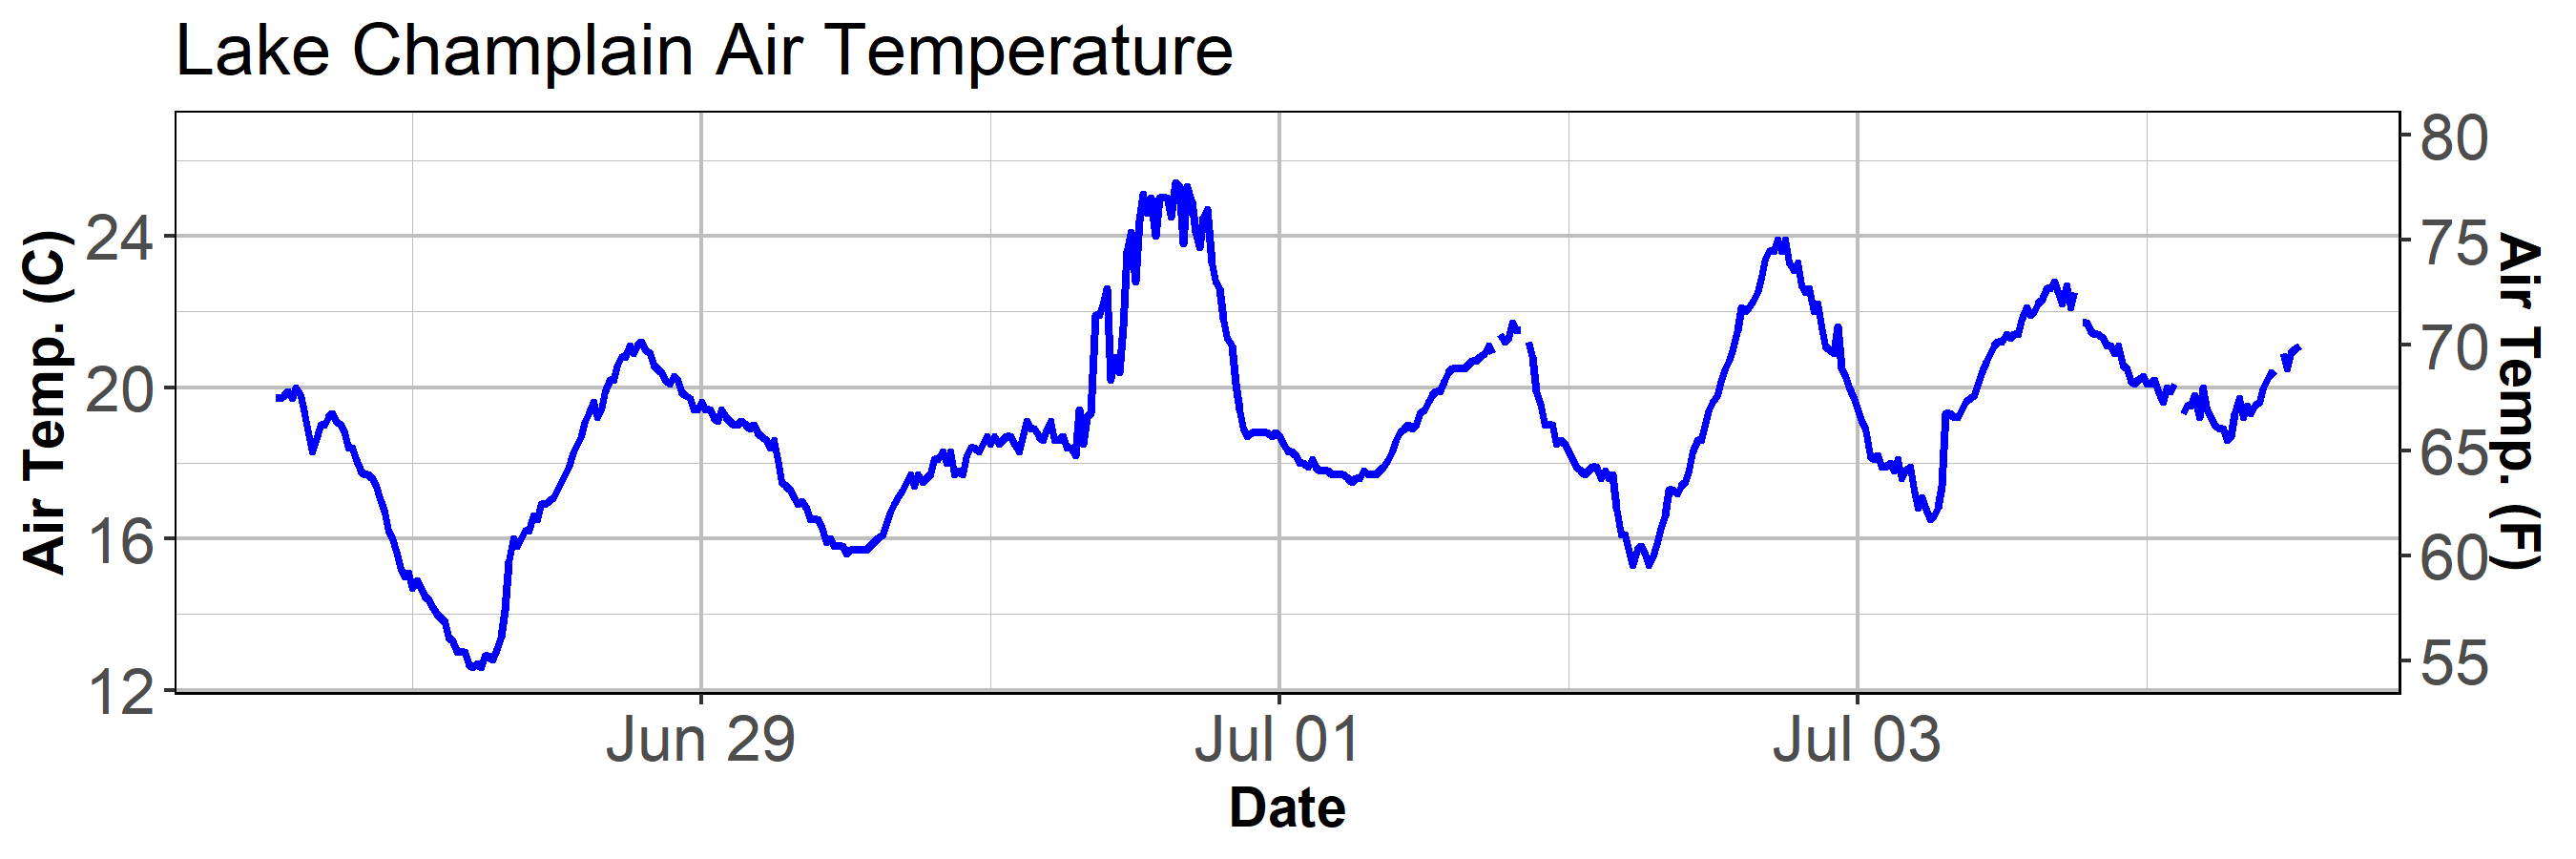 Lake Champlain Air Temperature
Air Temp. (C)
24
20
16
12
80
75
70
65
60
55
Air Temp. (F)
Jun 29
Jul 01
Jul 03
Date